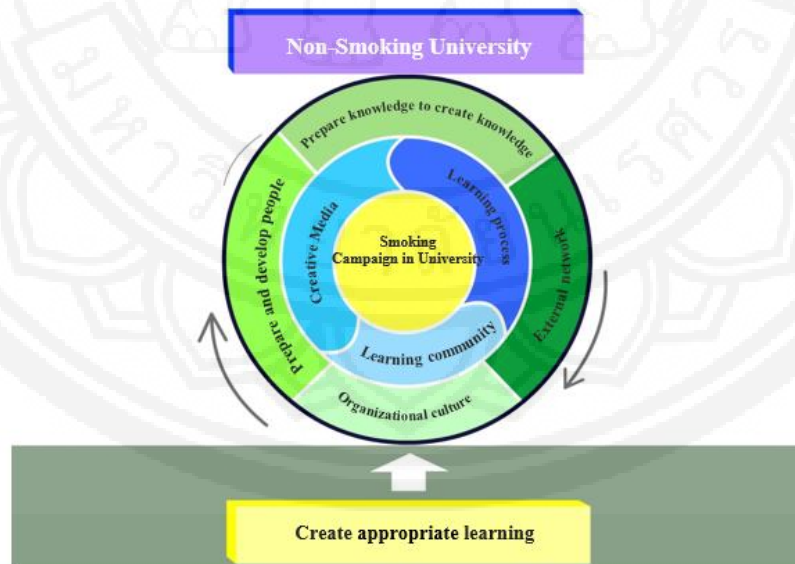 Non-Smoking University
Prepare knowledge to create knowledge
Learning process
External network
Creative Media
Prepare and develop people
Smoking
Campaign in University
Learning community
Organizational culture
Create appropriate learning